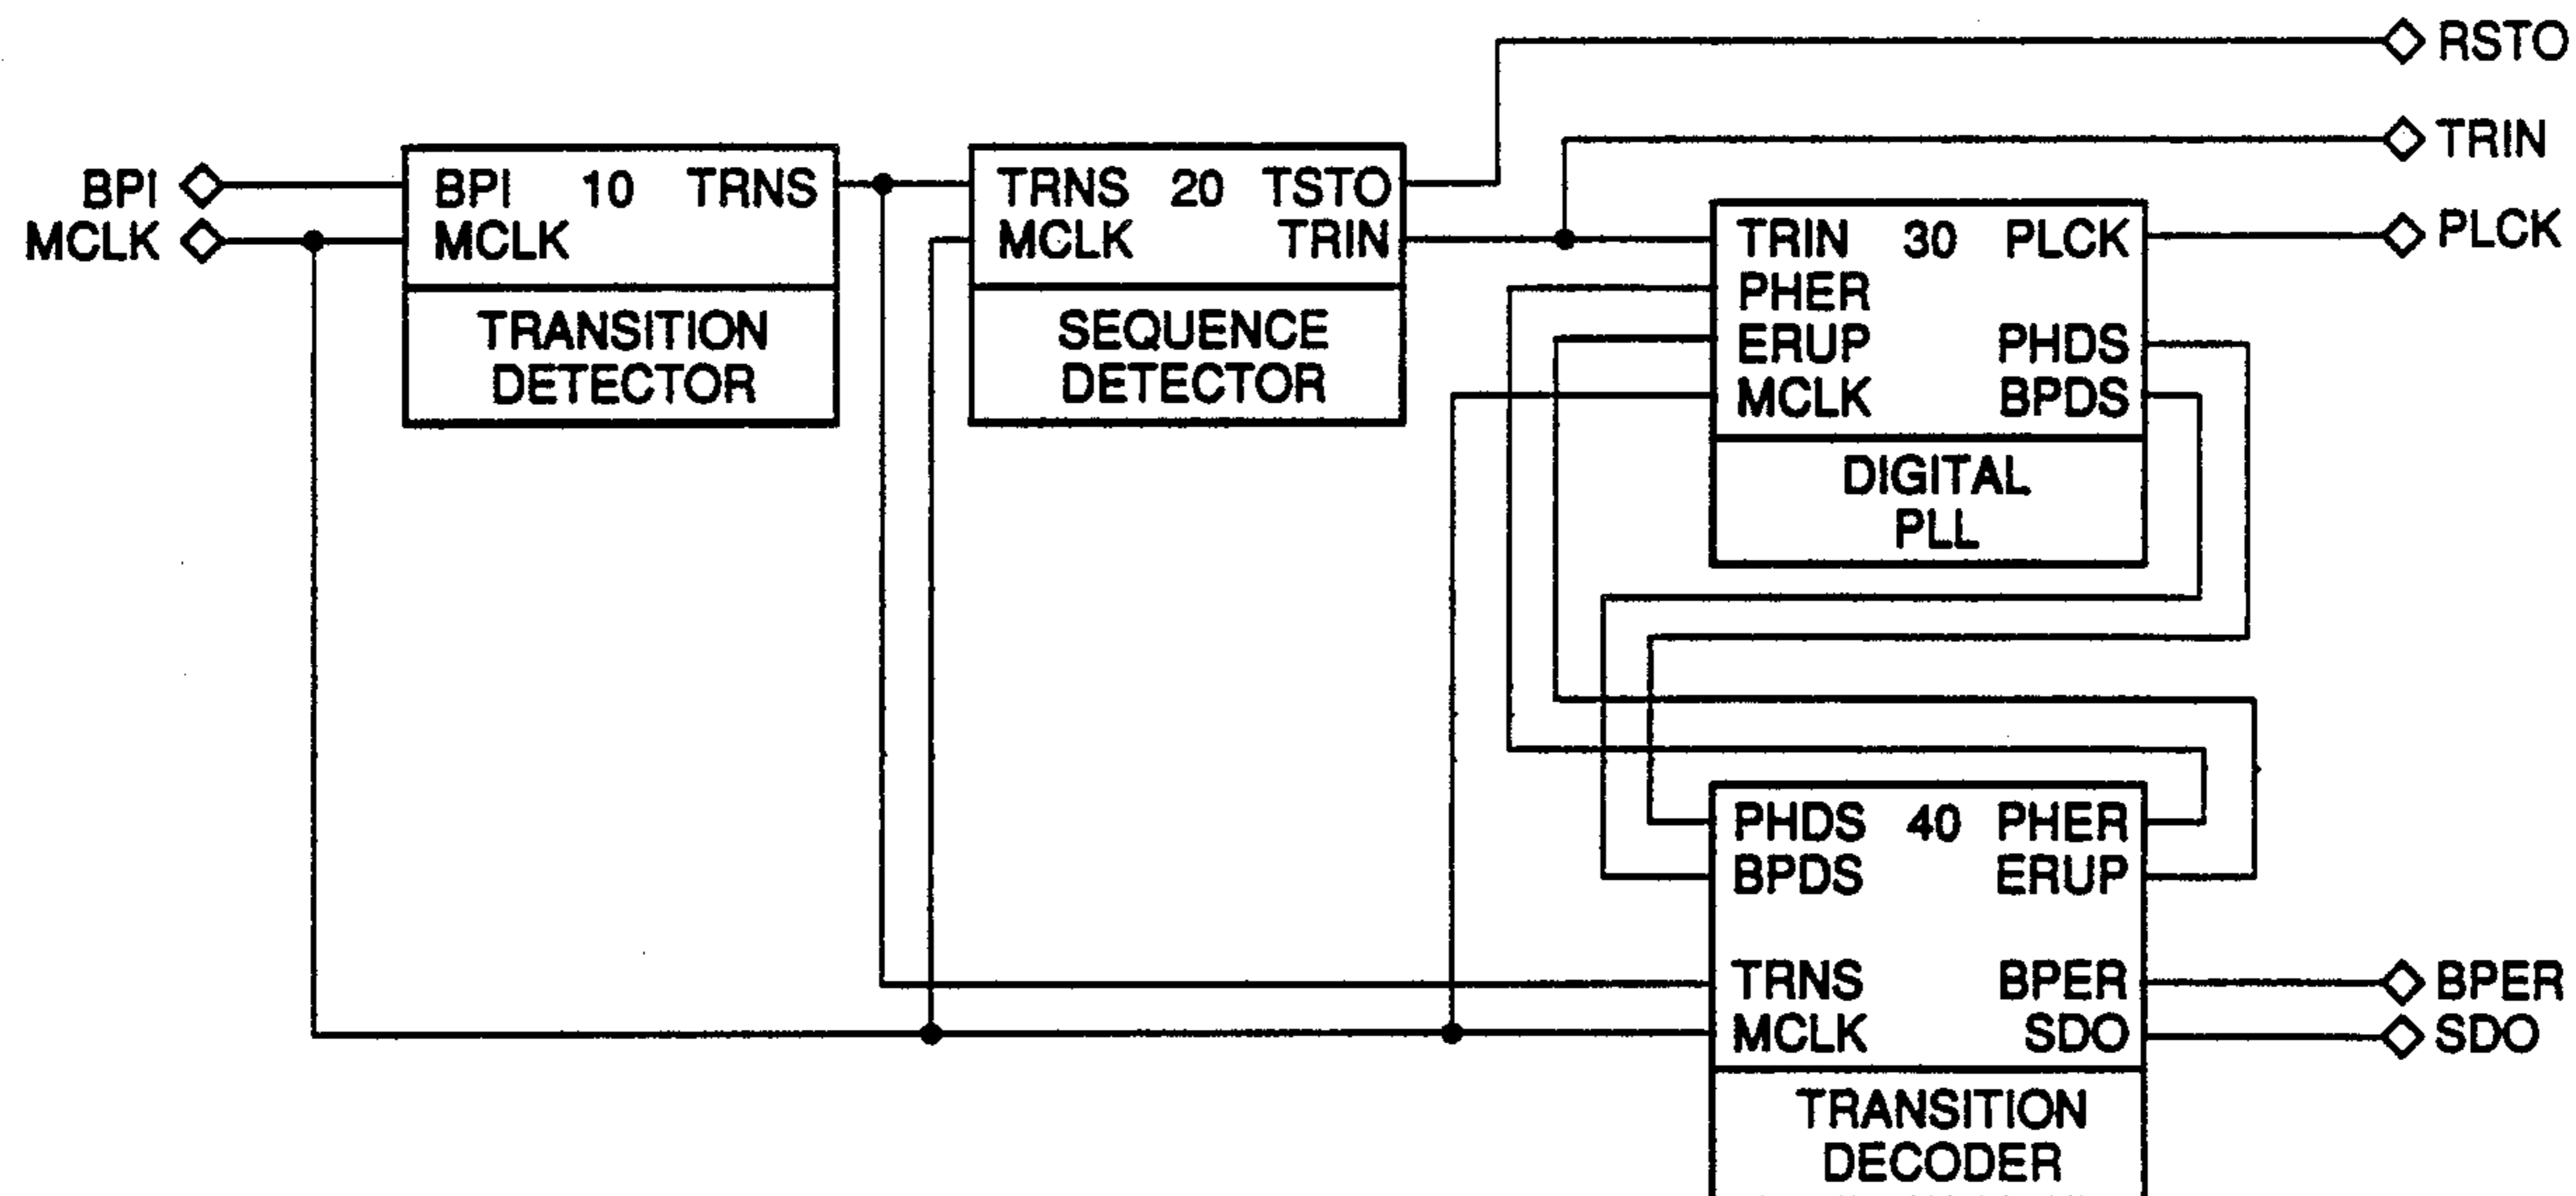 RSTO
TRIN
BPI
MCLK
BPI 10 TRNS
MCLK
TRANSITION
DETECTOR
TRNS 20 TSTO
MCLK TRIN
SEQUENCE
DETECTOR
TRIN 30 PLCK
PHER
ERUP PHDS
MCLK BPDS
DIGITAL
PLL
PLCK
PHDS 40 PHER
BPDS ERUP
TRNS BPER
MCLK SDO
TRANSITION
DECODER
BPER
SDO